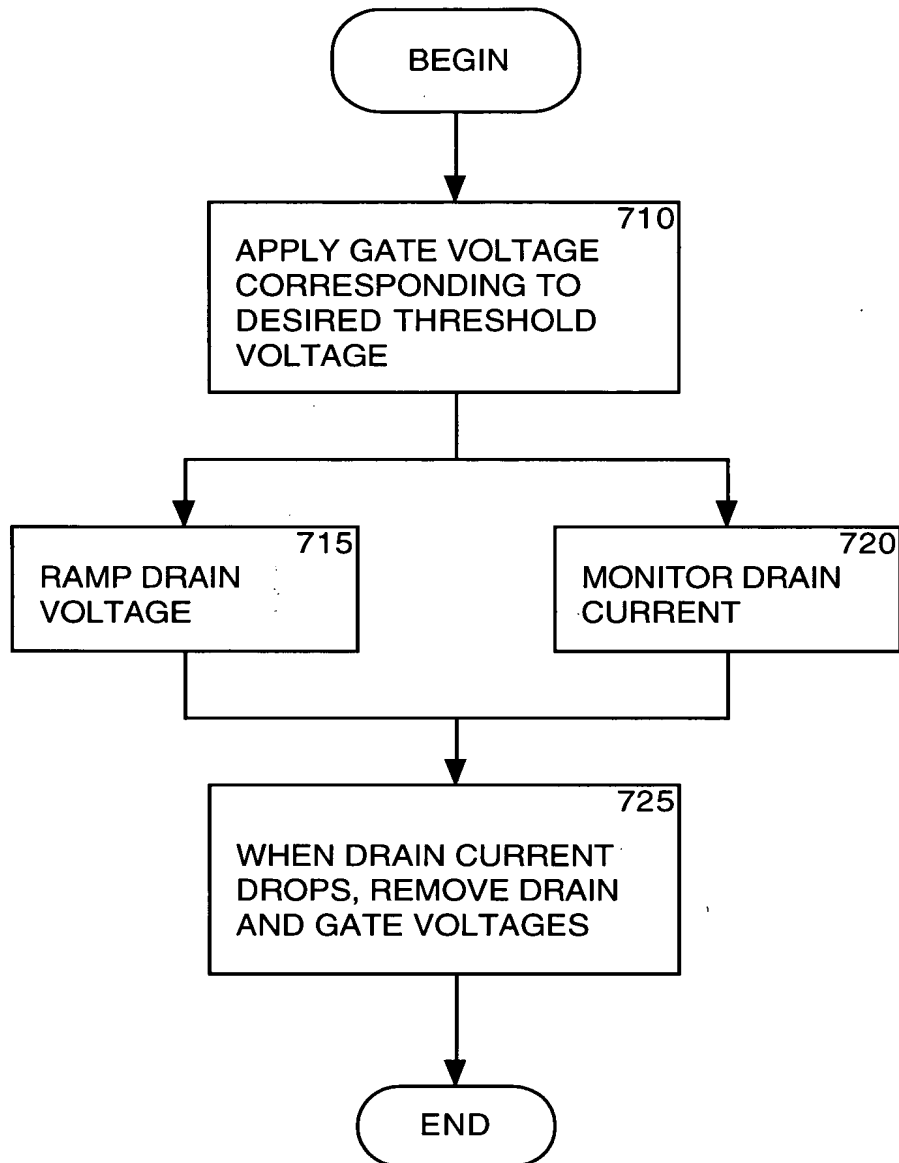 BEGIN
710
APPLY GATE VOLTAGE
CORRESPONDING TO
DESIRED THRESHOLD
VOLTAGE
715
RAMP DRAIN
VOLTAGE
720
MONITOR DRAIN
CURRENT
725
WHEN DRAIN CURRENT
DROPS, REMOVE DRAIN
AND GATE VOLTAGES
END